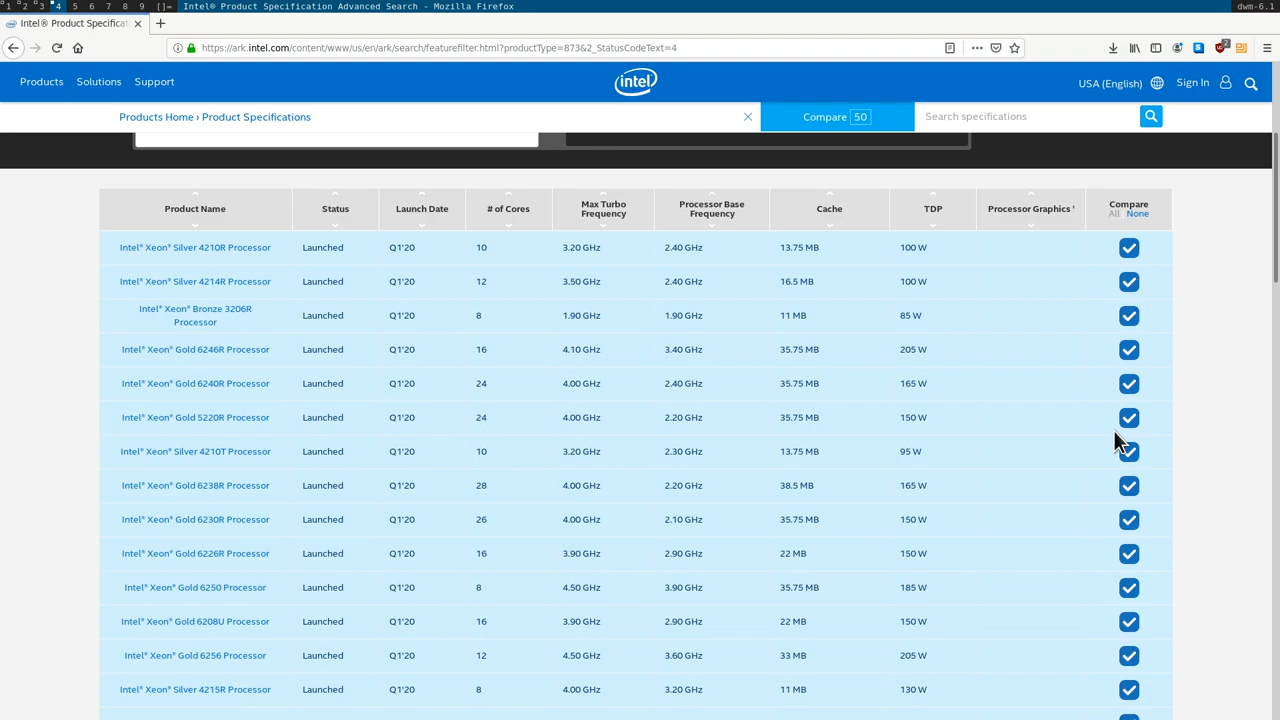 1 2 3 4 5 6 7 8 9 []= Intel® Product Specification Advanced Search - Mozilla Firefox dwm-6.1
Intel® Product Specificat
https://ark.intel.com/content/www/us/en/ark/search/featurefilter.html?productType=873&2_StatusCodeText=4
2
Products Solutions Support intel USA (English) Sign In
Products Home › Product Specifications Compare 50 Search specifications
Product Name Status Launch Date # of Cores Max Turbo Frequency Processor Base Frequency Cache TDP Processor Graphics ‡ Compare
All None
Intel® Xeon® Silver 4210R Processor Launched Q1'20 10 3.20 GHz 2.40 GHz 13.75 MB 100 W
Intel® Xeon® Silver 4214R Processor Launched Q1'20 12 3.50 GHz 2.40 GHz 16.5 MB 100 W
Intel® Xeon® Bronze 3206R Processor Launched Q1'20 8 1.90 GHz 1.90 GHz 11 MB 85 W
Intel® Xeon® Gold 6246R Processor Launched Q1'20 16 4.10 GHz 3.40 GHz 35.75 MB 205 W
Intel® Xeon® Gold 6240R Processor Launched Q1'20 24 4.00 GHz 2.40 GHz 35.75 MB 165 W
Intel® Xeon® Gold 5220R Processor Launched Q1'20 24 4.00 GHz 2.20 GHz 35.75 MB 150 W
Intel® Xeon® Silver 4210T Processor Launched Q1'20 10 3.20 GHz 2.30 GHz 13.75 MB 95 W
Intel® Xeon® Gold 6238R Processor Launched Q1'20 28 4.00 GHz 2.20 GHz 38.5 MB 165 W
Intel® Xeon® Gold 6230R Processor Launched Q1'20 26 4.00 GHz 2.10 GHz 35.75 MB 150 W
Intel® Xeon® Gold 6226R Processor Launched Q1'20 16 3.90 GHz 2.90 GHz 22 MB 150 W
Intel® Xeon® Gold 6250 Processor Launched Q1'20 8 4.50 GHz 3.90 GHz 35.75 MB 185 W
Intel® Xeon® Gold 6208U Processor Launched Q1'20 16 3.90 GHz 2.90 GHz 22 MB 150 W
Intel® Xeon® Gold 6256 Processor Launched Q1'20 12 4.50 GHz 3.60 GHz 33 MB 205 W
Intel® Xeon® Silver 4215R Processor Launched Q1'20 8 4.00 GHz 3.20 GHz 11 MB 130 W